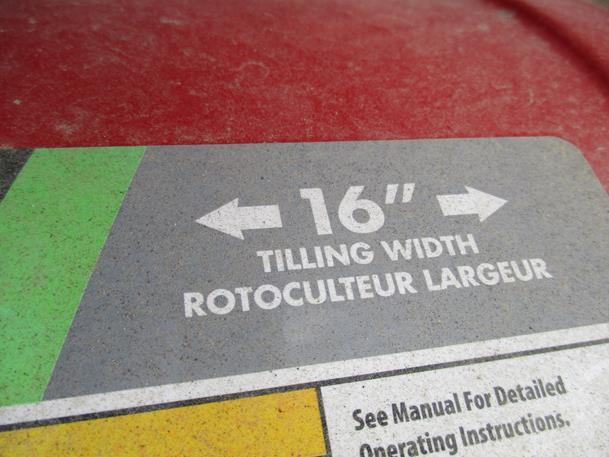 16"
TILLING WIDTH
ROTOCULTEUR LARGEUR
See Manual For Detailed
Operating Instructions.